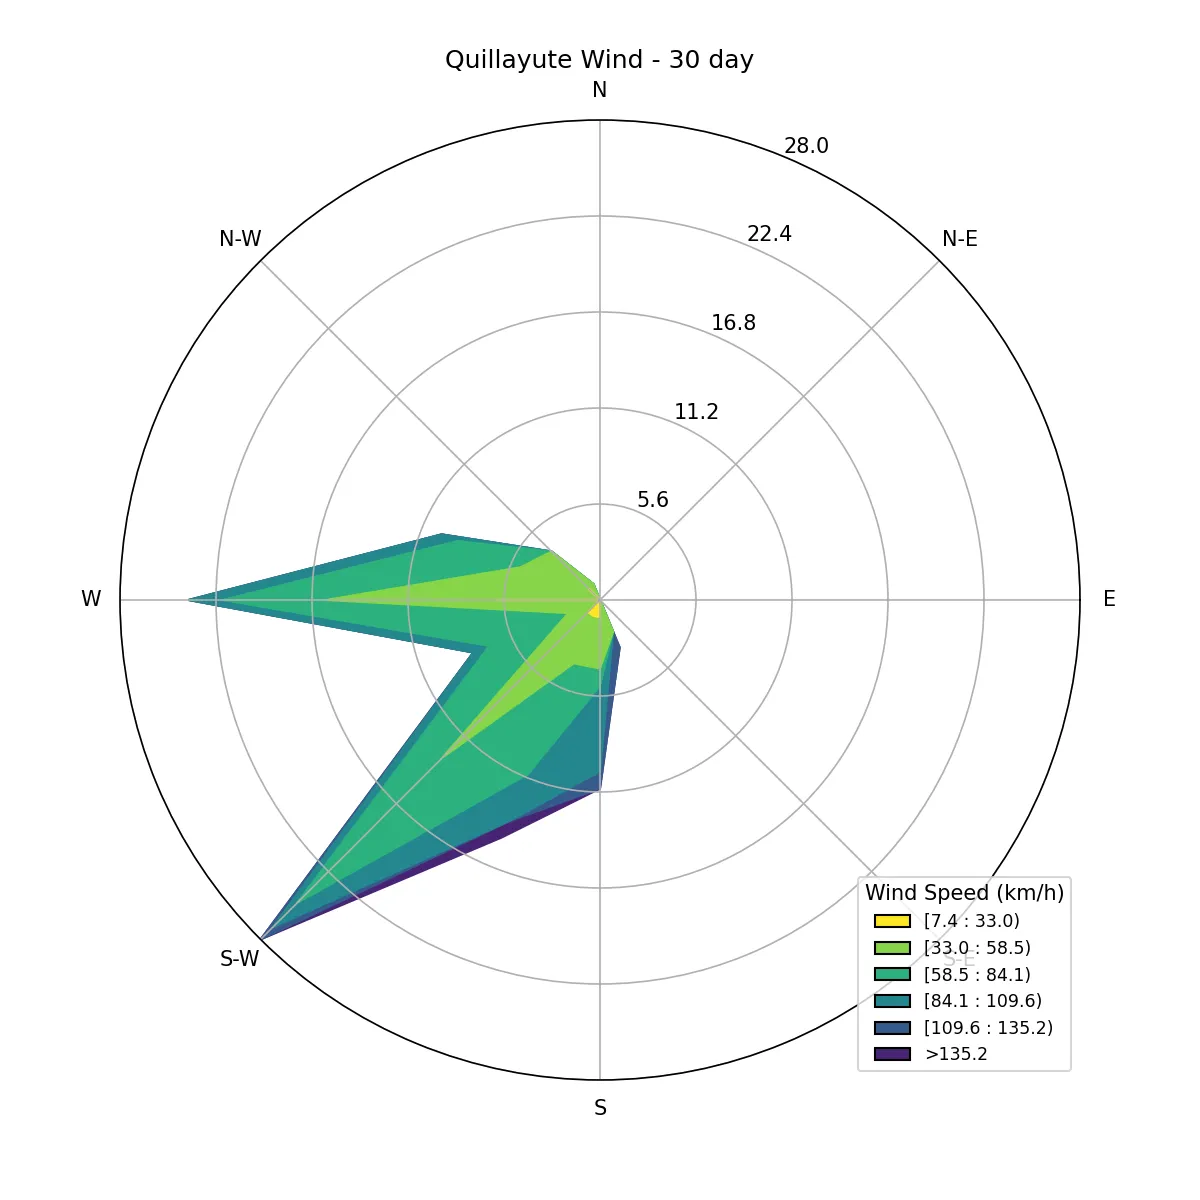 Quillayute Wind - 30 day
N
28.0
N-W
22.4
N-E
16.8
11.2
5.6
W
E
Wind Speed (km/h)
[7.4 : 33.0)
[33.0 : 58.5)
S-W
S-E
[58.5 : 84.1)
[84.1 : 109.6)
[109.6 : 135.2)
>135.2
S